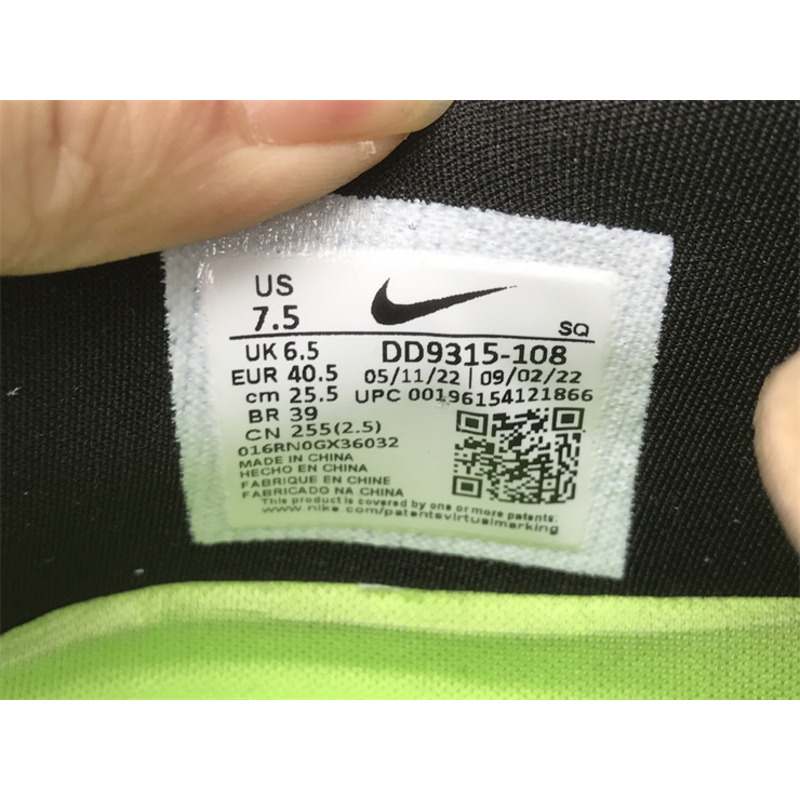 US
7.5
SQ
UK 6.5
DD9315-108
EUR 40.5
05/11/22 | 09/02/22
cm 25.5
UPC 00196154121866
BR 39
CN 255(2.5)
016RN0GX36032
MADE IN CHINA
HECHO EN CHINA
FABRIQUE EN CHINE
FABRICADO NA CHINA
This product is covered by one or more patents:
www.nike.com/patentsvirtualmarking